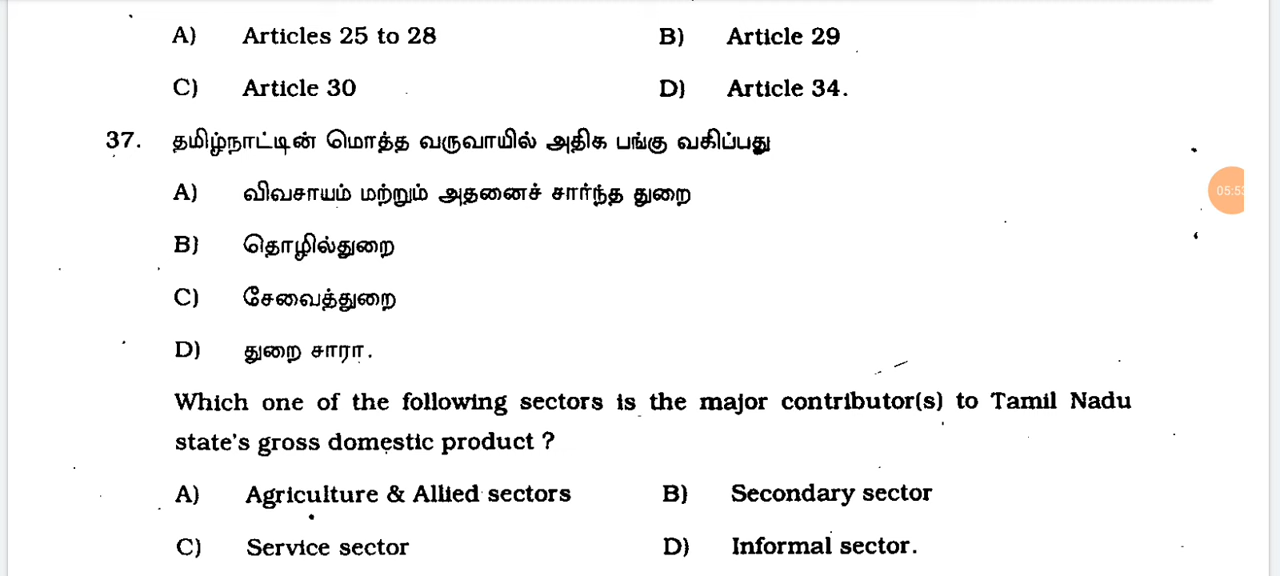 A) Articles 25 to 28 B) Article 29
C) Article 30 D) Article 34.
37. தமிழ்நாட்டின் மொத்த வருவாயில் அதிக பங்கு வகிப்பது
A) விவசாயம் மற்றும் அதனைச் சார்ந்த துறை
05:53
B) தொழில்துறை
C) சேவைத்துறை
D) துறை சாரா.
Which one of the following sectors is the major contributor(s) to Tamil Nadu
state's gross domestic product ?
A) Agriculture & Allied sectors B) Secondary sector
C) Service sector D) Informal sector.